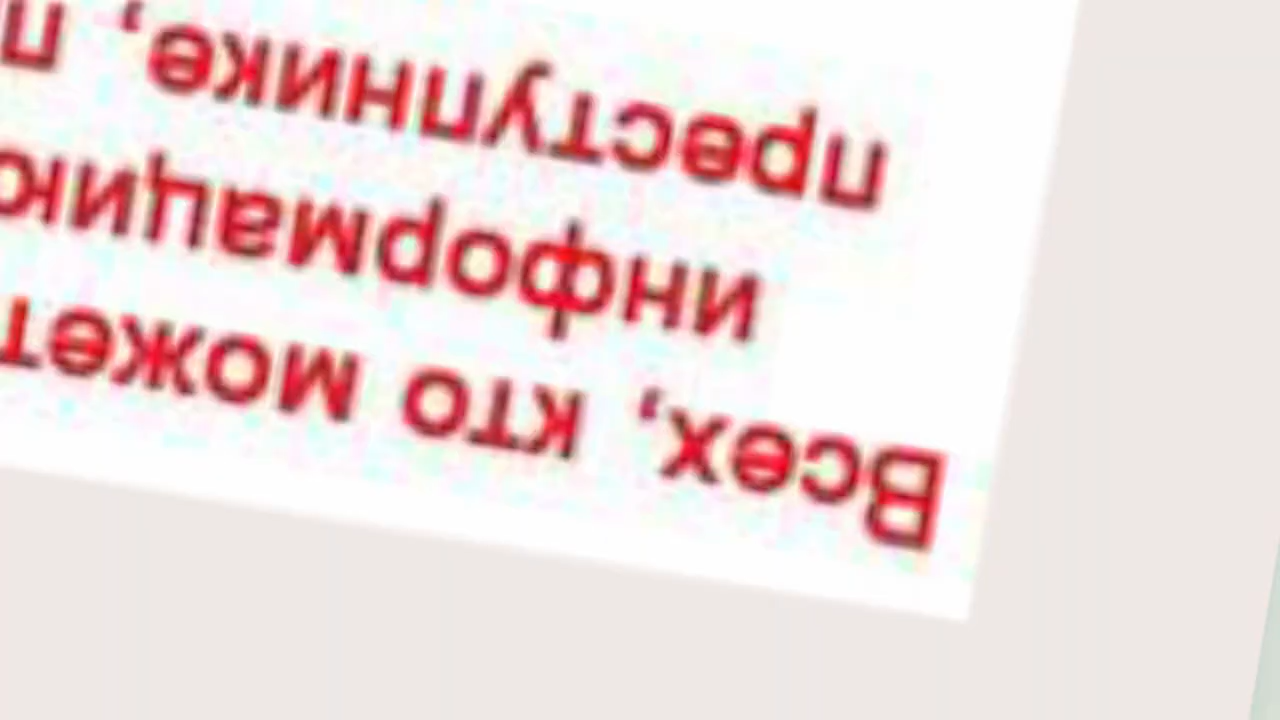 Всех, кто может
информацию
преступнике, п